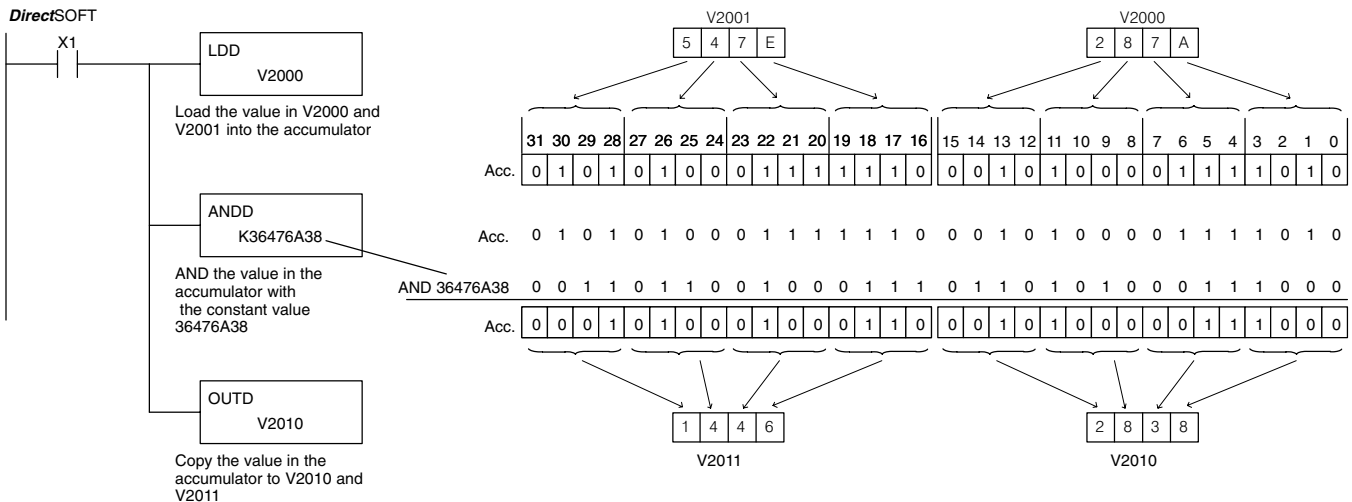 DirectSOFT
X1
LDD
V2000
Load the value in V2000 and
V2001 into the accumulator
ANDD
K36476A38
AND the value in the
accumulator with
the constant value
36476A38
OUTD
V2010
Copy the value in the
accumulator to V2010 and
V2011
V2001 V2000
5 4 7 E 2 8 7 A
31 30 29 28 27 26 25 24 23 22 21 20 19 18 17 16 15 14 13 12 11 10 9 8 7 6 5 4 3 2 1 0
Acc. 0 1 0 1 0 1 0 0 0 1 1 1 1 1 1 0 0 0 1 0 1 0 0 0 0 1 1 1 1 0 1 0
Acc. 0 1 0 1 0 1 0 0 0 1 1 1 1 1 1 0 0 0 1 0 1 0 0 0 0 1 1 1 1 0 1 0
AND 36476A38 0 0 1 1 0 1 1 0 0 1 0 0 0 1 1 1 0 1 1 0 1 0 1 0 0 0 1 1 1 0 0 0
Acc. 0 0 0 1 0 1 0 0 0 1 0 0 0 1 1 0 0 0 1 0 1 0 0 0 0 0 1 1 1 0 0 0
1 4 4 6 2 8 3 8
V2011 V2010